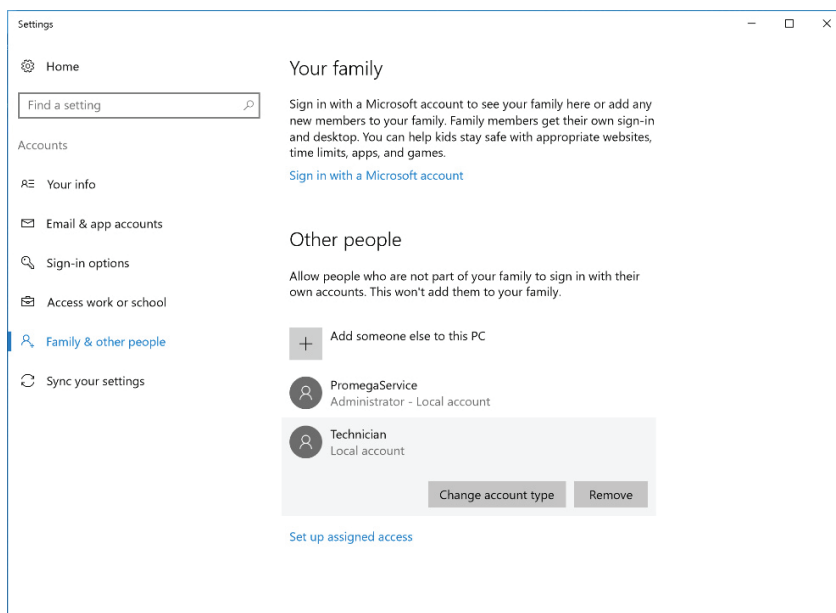 Settings
Home
Find a setting
Accounts
Your info
Email & app accounts
Sign-in options
Access work or school
Family & other people
Sync your settings
Your family
Sign in with a Microsoft account to see your family here or add any
new members to your family. Family members get their own sign-in
and desktop. You can help kids stay safe with appropriate websites,
time limits, apps, and games.
Sign in with a Microsoft account
Other people
Allow people who are not part of your family to sign in with their
own accounts. This won't add them to your family.
Add someone else to this PC
PromegaService
Administrator - Local account
Technician
Local account
Change account type Remove
Set up assigned access